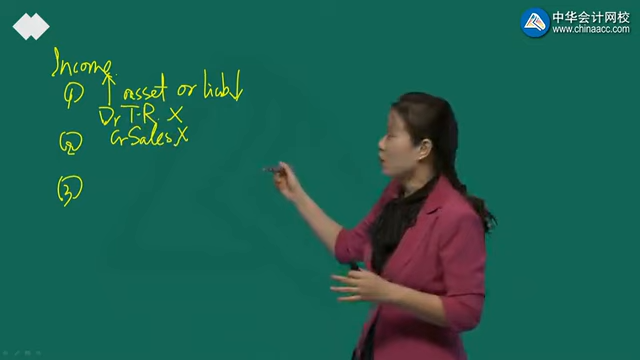 中华会计网校
www.chinaacc.com
Income
① ↑ asset or liab↓
Dr T.R. X
Cr Sales X
②
③